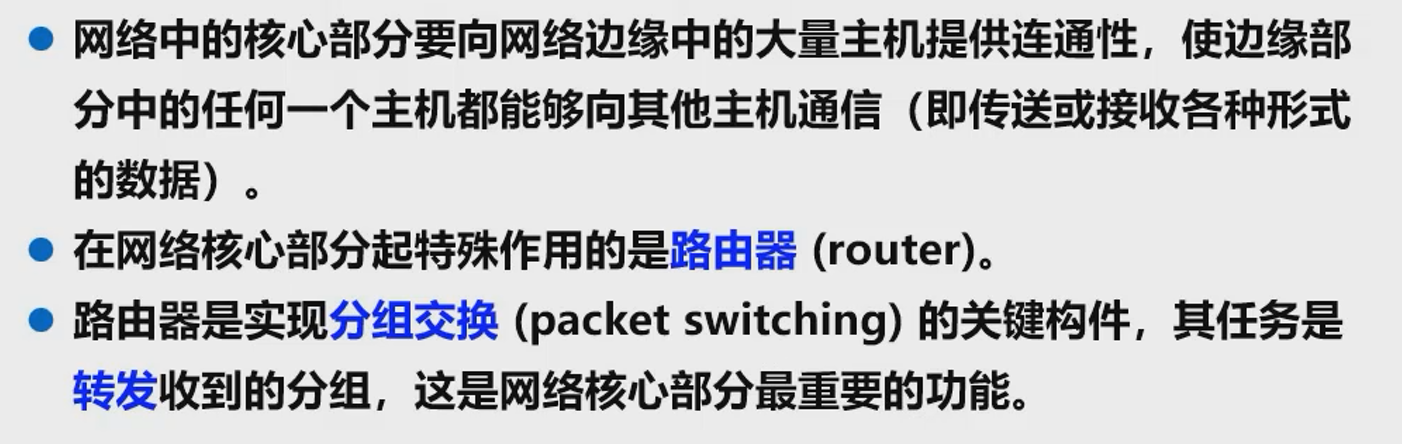 网络中的核心部分要向网络边缘中的大量主机提供连通性，使边缘部
分中的任何一个主机都能够向其他主机通信（即传送或接收各种形式
的数据）。
在网络核心部分起特殊作用的是路由器 (router)。
路由器是实现分组交换 (packet switching) 的关键构件，其任务是
转发收到的分组，这是网络核心部分最重要的功能。